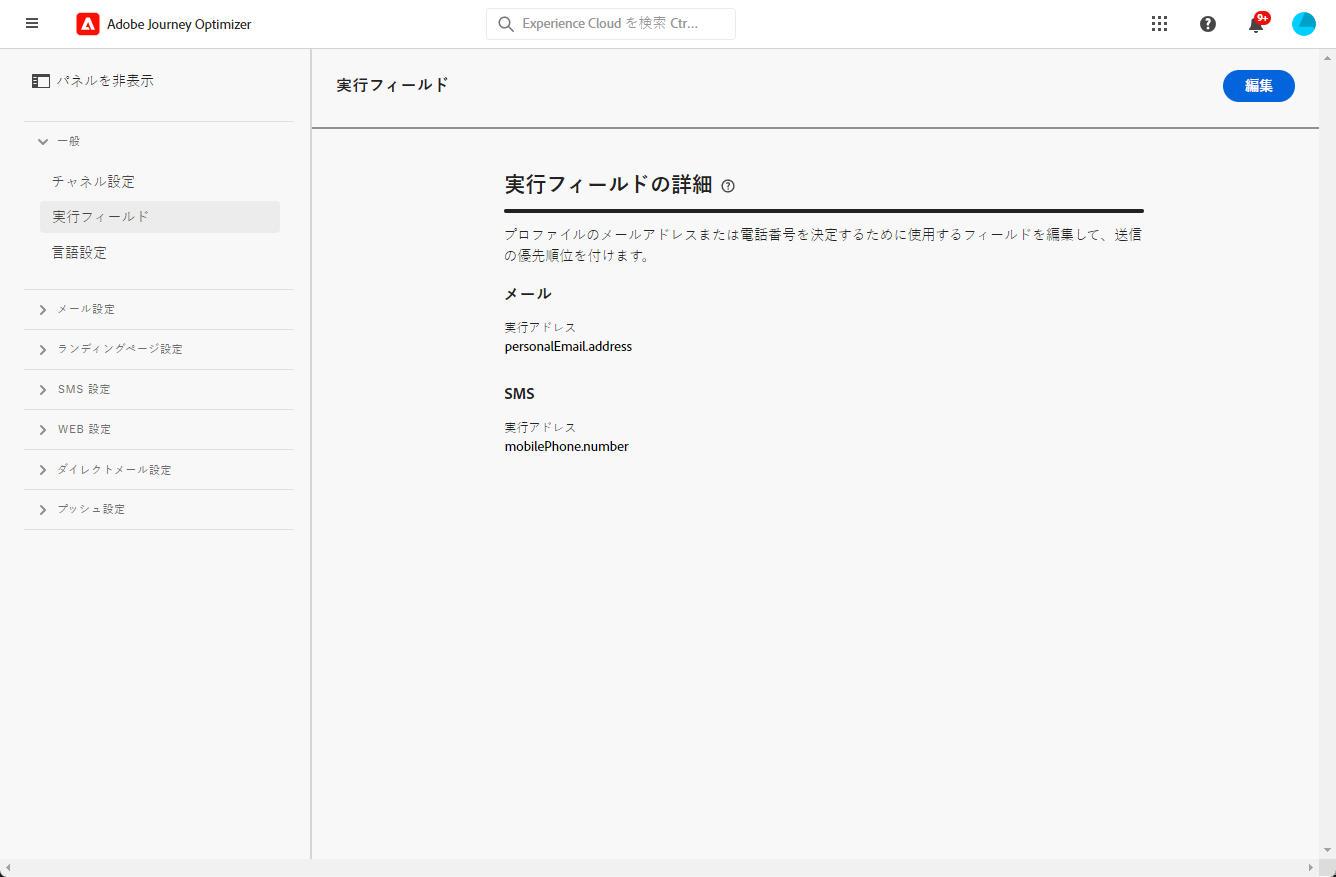 Adobe Journey Optimizer
Experience Cloud を検索 Ctr...
9+
パネルを非表示
実行フィールド
編集
一般
チャネル設定
実行フィールド
言語設定
メール設定
ランディングページ設定
SMS 設定
WEB 設定
ダイレクトメール設定
プッシュ設定
実行フィールドの詳細
プロファイルのメールアドレスまたは電話番号を決定するために使用するフィールドを編集して、送信
の優先順位を付けます。
メール
実行アドレス
personalEmail.address
SMS
実行アドレス
mobilePhone.number